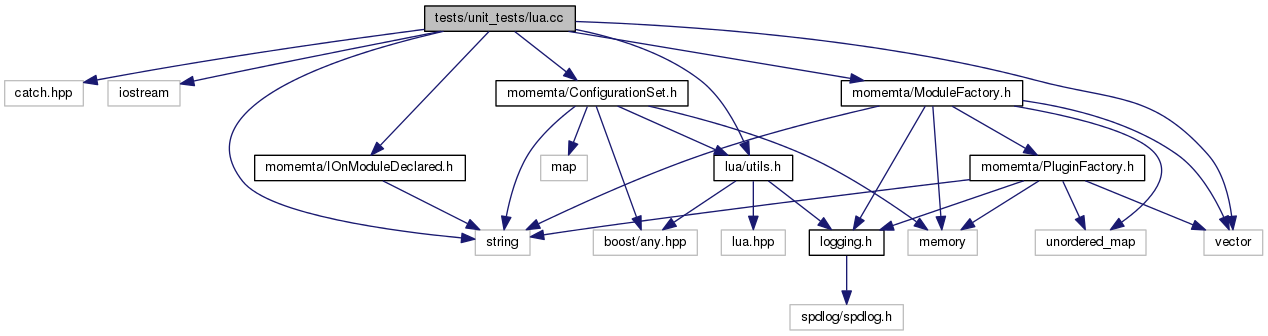 tests/unit_tests/lua.cc
catch.hpp
iostream
momemta/ConfigurationSet.h
momemta/ModuleFactory.h
momemta/IOnModuleDeclared.h
map
lua/utils.h
momemta/PluginFactory.h
string
boost/any.hpp
lua.hpp
logging.h
memory
unordered_map
vector
spdlog/spdlog.h